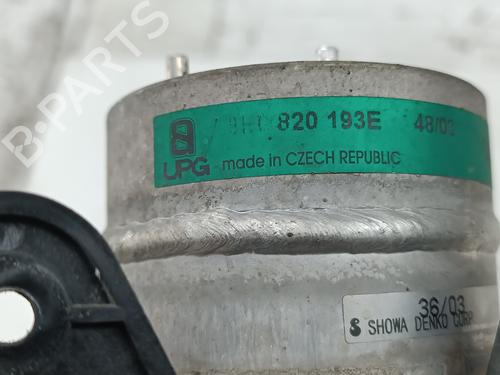 B-PARTS
820 193E 48/03
UPG made in CZECH REPUBLIC
36/03
SHOWA DENKO CORP